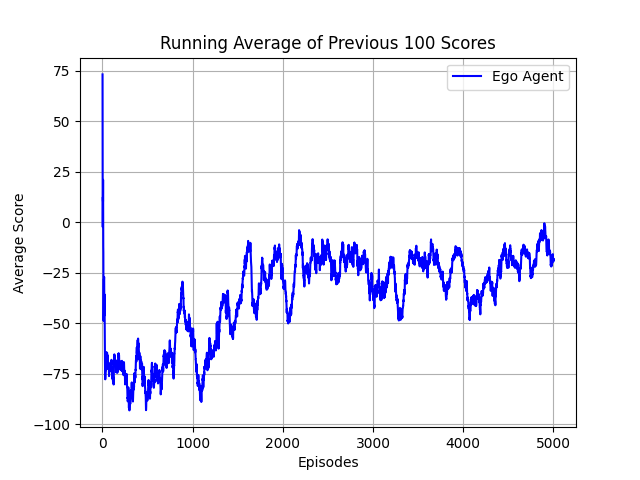 Running Average of Previous 100 Scores
Ego Agent
75
50
25
0
−25
−50
−75
−100
Average Score
0 1000 2000 3000 4000 5000
Episodes